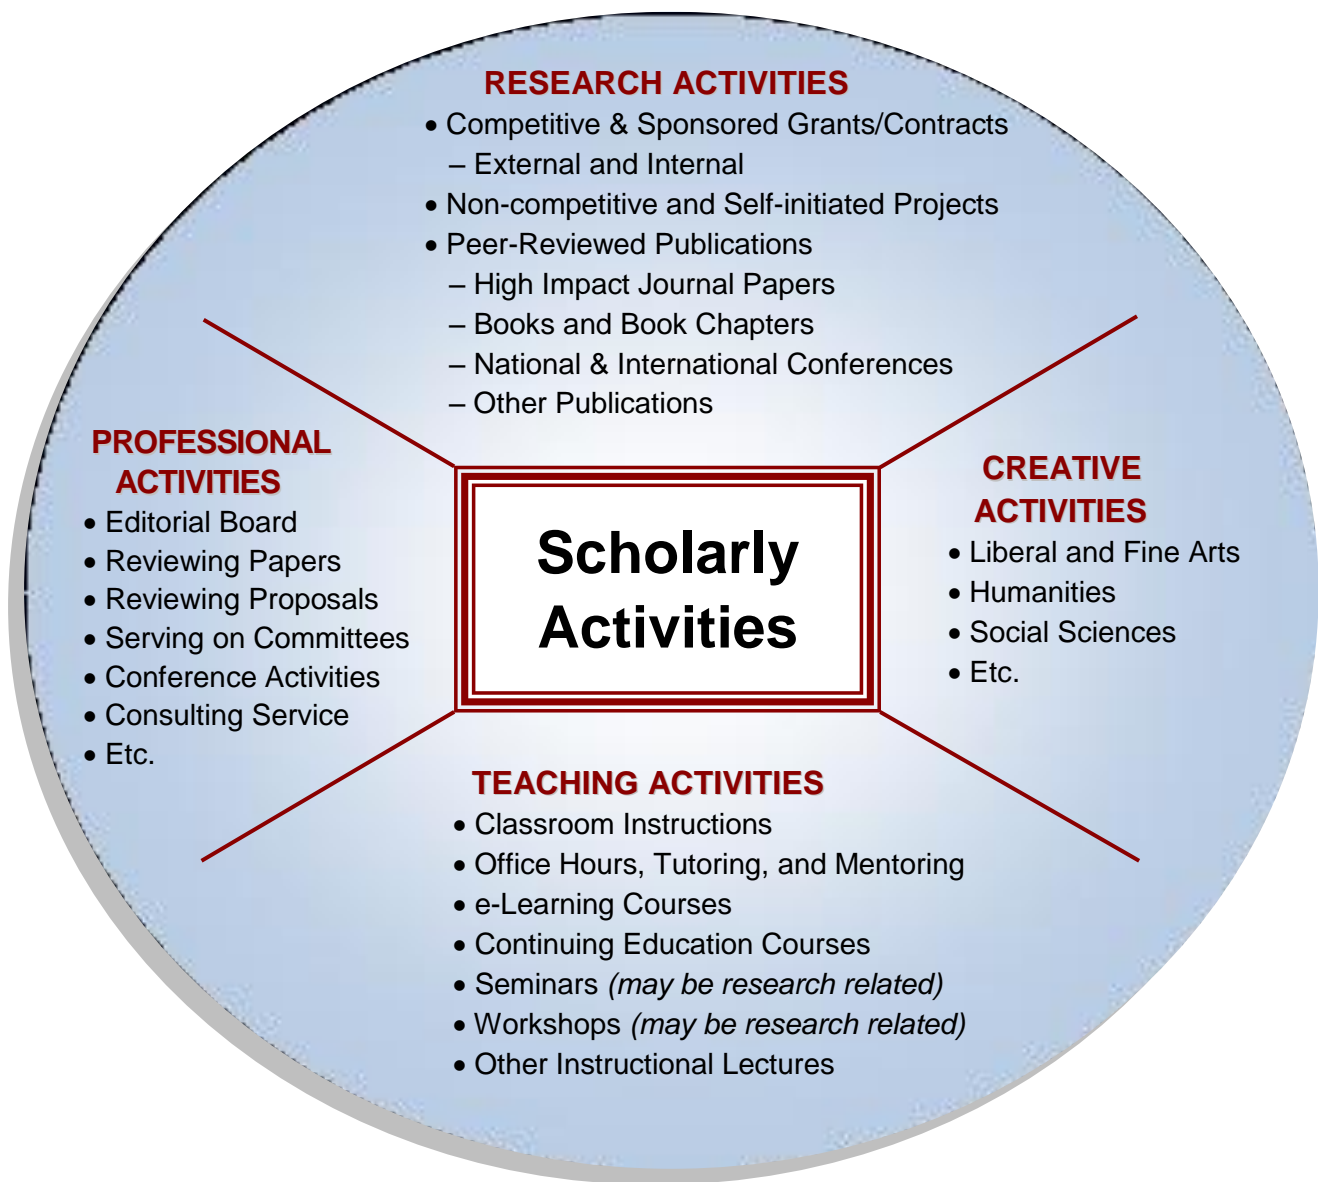 RESEARCH ACTIVITIES
• Competitive & Sponsored Grants/Contracts
– External and Internal
• Non-competitive and Self-initiated Projects
• Peer-Reviewed Publications
– High Impact Journal Papers
– Books and Book Chapters
– National & International Conferences
– Other Publications
PROFESSIONAL
ACTIVITIES
• Editorial Board
• Reviewing Papers
• Reviewing Proposals
• Serving on Committees
• Conference Activities
• Consulting Service
• Etc.
Scholarly
Activities
CREATIVE
ACTIVITIES
• Liberal and Fine Arts
• Humanities
• Social Sciences
• Etc.
TEACHING ACTIVITIES
• Classroom Instructions
• Office Hours, Tutoring, and Mentoring
• e-Learning Courses
• Continuing Education Courses
• Seminars (may be research related)
• Workshops (may be research related)
• Other Instructional Lectures